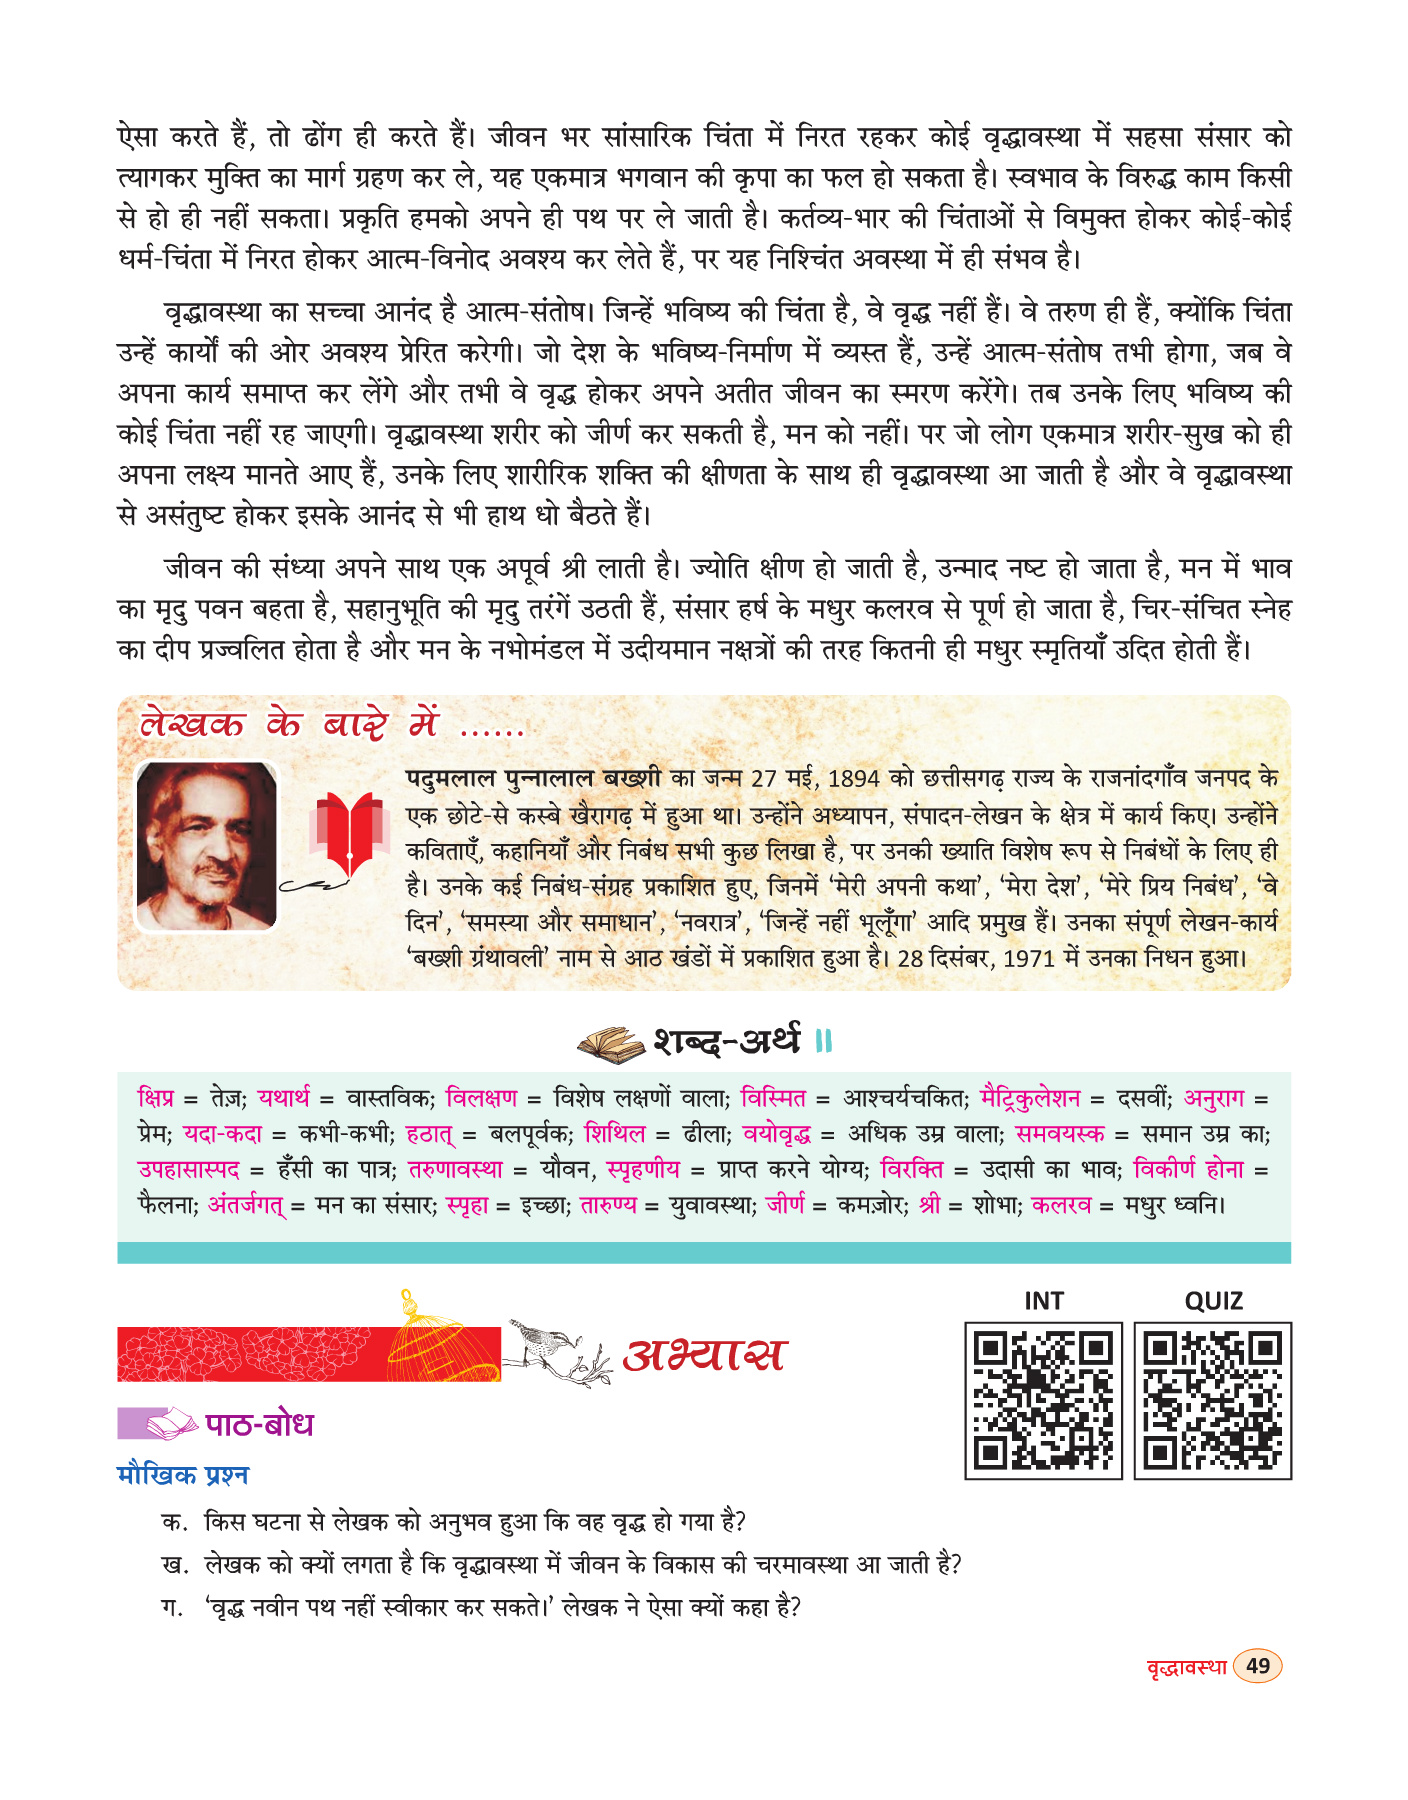 ऐसा करते हैं, तो ढोंग ही करते हैं। जीवन भर सांसारिक चिंता में निरत रहकर कोई वृद्धावस्था में सहसा संसार को
त्यागकर मुक्ति का मार्ग ग्रहण कर ले, यह एकमात्र भगवान की कृपा का फल हो सकता है। स्वभाव के विरुद्ध काम किसी
से हो ही नहीं सकता। प्रकृति हमको अपने ही पथ पर ले जाती है। कर्तव्य-भार की चिंताओं से विमुक्त होकर कोई-कोई
धर्म-चिंता में निरत होकर आत्म-विनोद अवश्य कर लेते हैं, पर यह निश्चिंत अवस्था में ही संभव है।
वृद्धावस्था का सच्चा आनंद है आत्म-संतोष। जिन्हें भविष्य की चिंता है, वे वृद्ध नहीं हैं। वे तरुण ही हैं, क्योंकि चिंता
उन्हें कार्यों की ओर अवश्य प्रेरित करेगी। जो देश के भविष्य-निर्माण में व्यस्त हैं, उन्हें आत्म-संतोष तभी होगा, जब वे
अपना कार्य समाप्त कर लेंगे और तभी वे वृद्ध होकर अपने अतीत जीवन का स्मरण करेंगे। तब उनके लिए भविष्य की
कोई चिंता नहीं रह जाएगी। वृद्धावस्था शरीर को जीर्ण कर सकती है, मन को नहीं। पर जो लोग एकमात्र शरीर-सुख को ही
अपना लक्ष्य मानते आए हैं, उनके लिए शारीरिक शक्ति की क्षीणता के साथ ही वृद्धावस्था आ जाती है और वे वृद्धावस्था
से असंतुष्ट होकर इसके आनंद से भी हाथ धो बैठते हैं।
जीवन की संध्या अपने साथ एक अपूर्व श्री लाती है। ज्योति क्षीण हो जाती है, उन्माद नष्ट हो जाता है, मन में भाव
का मृदु पवन बहता है, सहानुभूति की मृदु तरंगें उठती हैं, संसार हर्ष के मधुर कलरव से पूर्ण हो जाता है, चिर-संचित स्नेह
का दीप प्रज्वलित होता है और मन के नभोमंडल में उदीयमान नक्षत्रों की तरह कितनी ही मधुर स्मृतियाँ उदित होती हैं।
लेखक के बारे में ......
पदुमलाल पुन्नालाल बख्शी का जन्म 27 मई, 1894 को छत्तीसगढ़ राज्य के राजनांदगाँव जनपद के
एक छोटे-से कस्बे खैरागढ़ में हुआ था। उन्होंने अध्यापन, संपादन-लेखन के क्षेत्र में कार्य किए। उन्होंने
कविताएँ, कहानियाँ और निबंध सभी कुछ लिखा है, पर उनकी ख्याति विशेष रूप से निबंधों के लिए ही
है। उनके कई निबंध-संग्रह प्रकाशित हुए, जिनमें ‘मेरी अपनी कथा’, ‘मेरा देश’, ‘मेरे प्रिय निबंध’, ‘वे
दिन’, ‘समस्या और समाधान’, ‘नवरात्र’, ‘जिन्हें नहीं भूलूँगा’ आदि प्रमुख हैं। उनका संपूर्ण लेखन-कार्य
‘बख्शी ग्रंथावली’ नाम से आठ खंडों में प्रकाशित हुआ है। 28 दिसंबर, 1971 में उनका निधन हुआ।
शब्द-अर्थ
क्षिप्र = तेज़; यथार्थ = वास्तविक; विलक्षण = विशेष लक्षणों वाला; विस्मित = आश्चर्यचकित; मैट्रिकुलेशन = दसवीं; अनुराग =
प्रेम; यदा-कदा = कभी-कभी; हठात् = बलपूर्वक; शिथिल = ढीला; वयोवृद्ध = अधिक उम्र वाला; समवयस्क = समान उम्र का;
उपहासास्पद = हँसी का पात्र; तरुणावस्था = यौवन, स्पृहणीय = प्राप्त करने योग्य; विरक्ति = उदासी का भाव; विकीर्ण होना =
फैलना; अंतर्जगत् = मन का संसार; स्पृहा = इच्छा; तारुण्य = युवावस्था; जीर्ण = कमज़ोर; श्री = शोभा; कलरव = मधुर ध्वनि।
INT QUIZ
अभ्यास
पाठ-बोध
मौखिक प्रश्न
क. किस घटना से लेखक को अनुभव हुआ कि वह वृद्ध हो गया है?
ख. लेखक को क्यों लगता है कि वृद्धावस्था में जीवन के विकास की चरमावस्था आ जाती है?
ग. ‘वृद्ध नवीन पथ नहीं स्वीकार कर सकते।’ लेखक ने ऐसा क्यों कहा है?
वृद्धावस्था 49